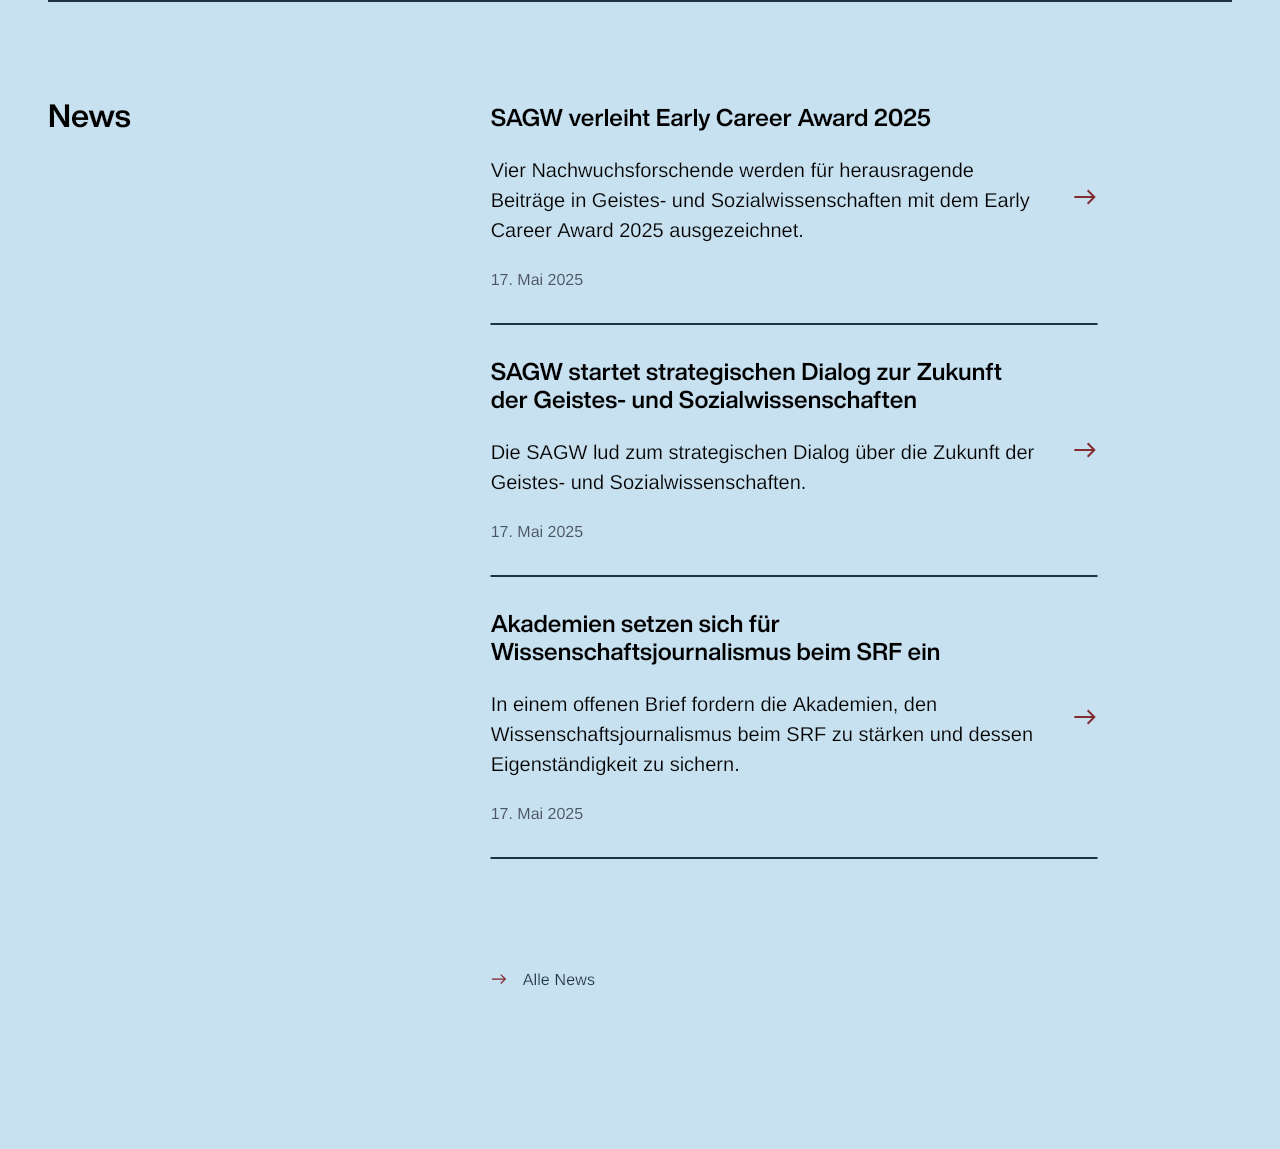 News
SAGW verleiht Early Career Award 2025
Vier Nachwuchsforschende werden für herausragende
Beiträge in Geistes- und Sozialwissenschaften mit dem Early
Career Award 2025 ausgezeichnet.
17. Mai 2025
SAGW startet strategischen Dialog zur Zukunft
der Geistes- und Sozialwissenschaften
Die SAGW lud zum strategischen Dialog über die Zukunft der
Geistes- und Sozialwissenschaften.
17. Mai 2025
Akademien setzen sich für
Wissenschaftsjournalismus beim SRF ein
In einem offenen Brief fordern die Akademien, den
Wissenschaftsjournalismus beim SRF zu stärken und dessen
Eigenständigkeit zu sichern.
17. Mai 2025
Alle News